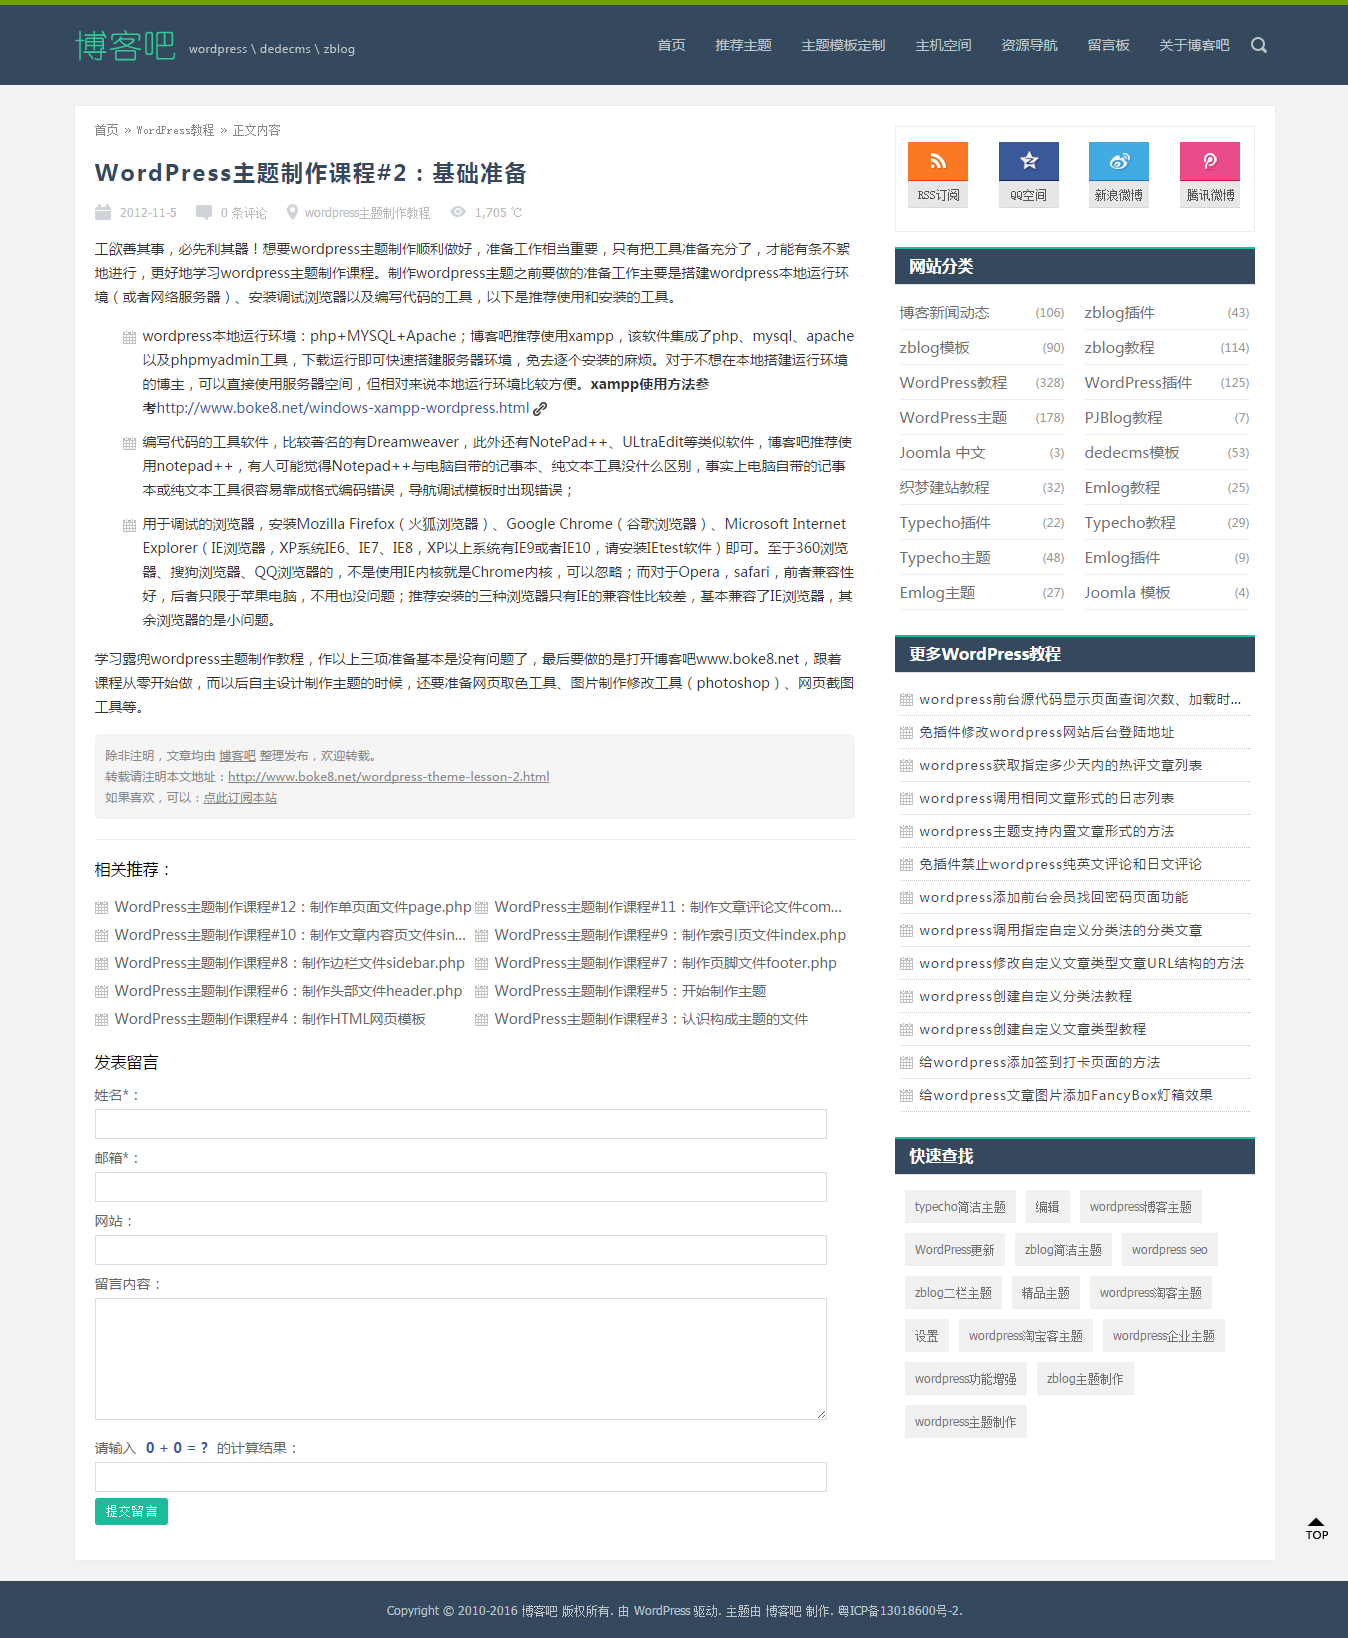 博客吧 wordpress \ dedecms \ zblog
首页 推荐主题 主题模板定制 主机空间 资源导航 留言板 关于博客吧
首页 » WordPress教程 » 正文内容
WordPress主题制作课程#2：基础准备
2012-11-5 0 条评论 wordpress主题制作教程 1,705 ℃
工欲善其事，必先利其器！想要wordpress主题制作顺利做好，准备工作相当重要，只有把工具准备充分了，才能有条不紊
地进行，更好地学习wordpress主题制作课程。制作wordpress主题之前要做的准备工作主要是搭建wordpress本地运行环
境（或者网络服务器）、安装调试浏览器以及编写代码的工具，以下是推荐使用和安装的工具。
wordpress本地运行环境：php+MYSQL+Apache；博客吧推荐使用xampp，该软件集成了php、mysql、apache
以及phpmyadmin工具，下载运行即可快速搭建服务器环境，免去逐个安装的麻烦。对于不想在本地搭建运行环境
的博主，可以直接使用服务器空间，但相对来说本地运行环境比较方便。xampp使用方法参
考http://www.boke8.net/windows-xampp-wordpress.html
编写代码的工具软件，比较著名的有Dreamweaver，此外还有NotePad++、ULtraEdit等类似软件，博客吧推荐使
用notepad++，有人可能觉得Notepad++与电脑自带的记事本、纯文本工具没什么区别，事实上电脑自带的记事
本或纯文本工具很容易靠成格式编码错误，导航调试模板时出现错误；
用于调试的浏览器，安装Mozilla Firefox（火狐浏览器）、Google Chrome（谷歌浏览器）、Microsoft Internet
Explorer（IE浏览器，XP系统IE6、IE7、IE8，XP以上系统有IE9或者IE10，请安装IEtest软件）即可。至于360浏览
器、搜狗浏览器、QQ浏览器的，不是使用IE内核就是Chrome内核，可以忽略；而对于Opera，safari，前者兼容性
好，后者只限于苹果电脑，不用也没问题；推荐安装的三种浏览器只有IE的兼容性比较差，基本兼容了IE浏览器，其
余浏览器的是小问题。
学习露兜wordpress主题制作教程，作以上三项准备基本是没有问题了，最后要做的是打开博客吧www.boke8.net，跟着
课程从零开始做，而以后自主设计制作主题的时候，还要准备网页取色工具、图片制作修改工具（photoshop）、网页截图
工具等。
除非注明，文章均由 博客吧 整理发布，欢迎转载。
转载请注明本文地址：http://www.boke8.net/wordpress-theme-lesson-2.html
如果喜欢，可以：点此订阅本站
相关推荐：
WordPress主题制作课程#12：制作单页面文件page.php WordPress主题制作课程#11：制作文章评论文件com...
WordPress主题制作课程#10：制作文章内容页文件sin... WordPress主题制作课程#9：制作索引页文件index.php
WordPress主题制作课程#8：制作边栏文件sidebar.php WordPress主题制作课程#7：制作页脚文件footer.php
WordPress主题制作课程#6：制作头部文件header.php WordPress主题制作课程#5：开始制作主题
WordPress主题制作课程#4：制作HTML网页模板 WordPress主题制作课程#3：认识构成主题的文件
发表留言
姓名*：
邮箱*：
网站：
留言内容：
请输入 0 + 0 = ? 的计算结果：
提交留言
RSS订阅 QQ空间 新浪微博 腾讯微博
网站分类
博客新闻动态 (106) zblog插件 (43)
zblog模板 (90) zblog教程 (114)
WordPress教程 (328) WordPress插件 (125)
WordPress主题 (178) PJBlog教程 (7)
Joomla 中文 (3) dedecms模板 (53)
织梦建站教程 (32) Emlog教程 (25)
Typecho插件 (22) Typecho教程 (29)
Typecho主题 (48) Emlog插件 (9)
Emlog主题 (27) Joomla 模板 (4)
更多WordPress教程
wordpress前台源代码显示页面查询次数、加载时...
免插件修改wordpress网站后台登陆地址
wordpress获取指定多少天内的热评文章列表
wordpress调用相同文章形式的日志列表
wordpress主题支持内置文章形式的方法
免插件禁止wordpress纯英文评论和日文评论
wordpress添加前台会员找回密码页面功能
wordpress调用指定自定义分类法的分类文章
wordpress修改自定义文章类型文章URL结构的方法
wordpress创建自定义分类法教程
wordpress创建自定义文章类型教程
给wordpress添加签到打卡页面的方法
给wordpress文章图片添加FancyBox灯箱效果
快速查找
typecho简洁主题 编辑 wordpress博客主题
WordPress更新 zblog简洁主题 wordpress seo
zblog二栏主题 精品主题 wordpress淘客主题
设置 wordpress淘宝客主题 wordpress企业主题
wordpress功能增强 zblog主题制作
wordpress主题制作
TOP
Copyright © 2010-2016 博客吧 版权所有. 由 WordPress 驱动. 主题由 博客吧 制作. 粤ICP备13018600号-2.